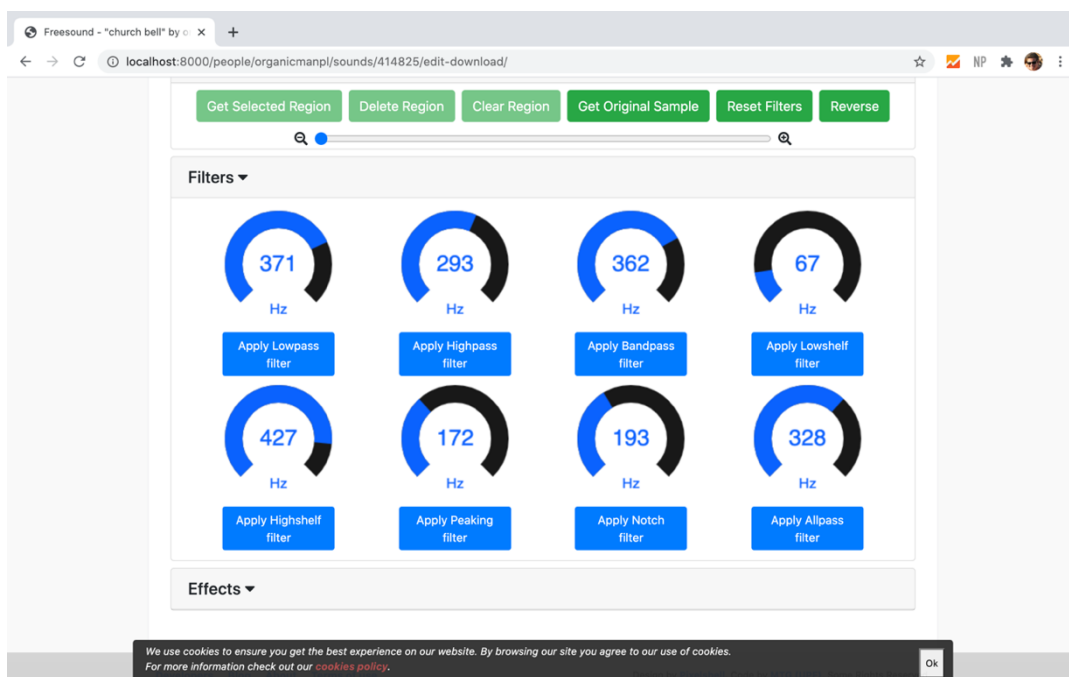 Freesound - "church bell" by o
localhost:8000/people/organicmanpl/sounds/414825/edit-download/
NP
Get Selected Region Delete Region Clear Region Get Original Sample Reset Filters Reverse
Filters
371 293 362 67
Hz Hz Hz Hz
Apply Lowpass Apply Highpass Apply Bandpass Apply Lowshelf
filter filter filter filter
427 172 193 328
Hz Hz Hz Hz
Apply Highshelf Apply Peaking Apply Notch Apply Allpass
filter filter filter filter
Effects
We use cookies to ensure you get the best experience on our website. By browsing our site you agree to our use of cookies.
For more information check out our cookies policy.
Ok